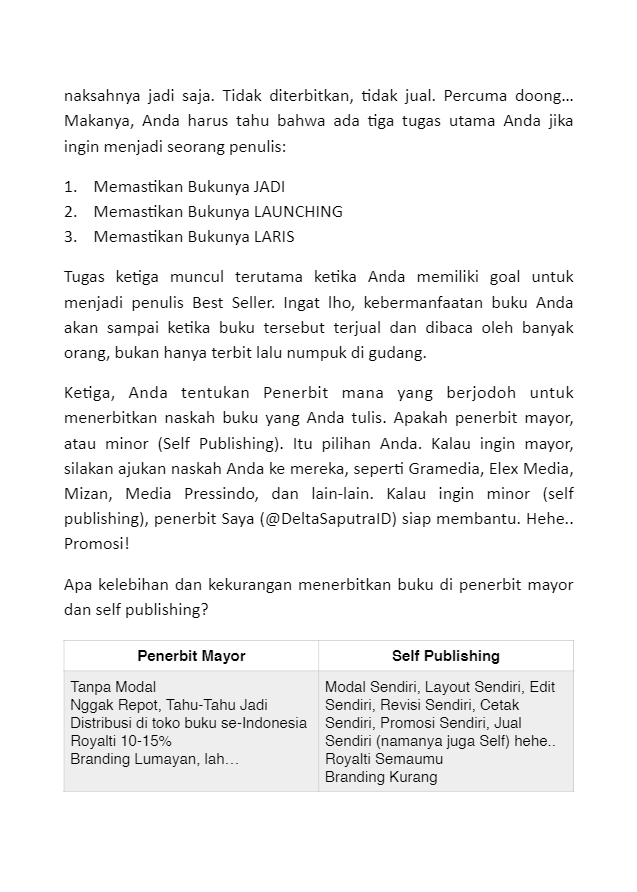 naksahnya jadi saja. Tidak diterbitkan, tidak jual. Percuma doong...
Makanya, Anda harus tahu bahwa ada tiga tugas utama Anda jika
ingin menjadi seorang penulis:
1. Memastikan Bukunya JADI
2. Memastikan Bukunya LAUNCHING
3. Memastikan Bukunya LARIS
Tugas ketiga muncul terutama ketika Anda memiliki goal untuk
menjadi penulis Best Seller. Ingat lho, kebermanfaatan buku Anda
akan sampai ketika buku tersebut terjual dan dibaca oleh banyak
orang, bukan hanya terbit lalu numpuk di gudang.
Ketiga, Anda tentukan Penerbit mana yang berjodoh untuk
menerbitkan naskah buku yang Anda tulis. Apakah penerbit mayor,
atau minor (Self Publishing). Itu pilihan Anda. Kalau ingin mayor,
silakan ajukan naskah Anda ke mereka, seperti Gramedia, Elex Media,
Mizan, Media Pressindo, dan lain-lain. Kalau ingin minor (self
publishing), penerbit Saya (@DeltaSaputraID) siap membantu. Hehe..
Promosi!
Apa kelebihan dan kekurangan menerbitkan buku di penerbit mayor
dan self publishing?
Penerbit Mayor
Tanpa Modal
Nggak Repot, Tahu-Tahu Jadi
Distribusi di toko buku se-Indonesia
Royalti 10-15%
Branding Lumayan, lah...
Self Publishing
Modal Sendiri, Layout Sendiri, Edit
Sendiri, Revisi Sendiri, Cetak
Sendiri, Promosi Sendiri, Jual
Sendiri (namanya juga Self) hehe..
Royalti Semaumu
Branding Kurang